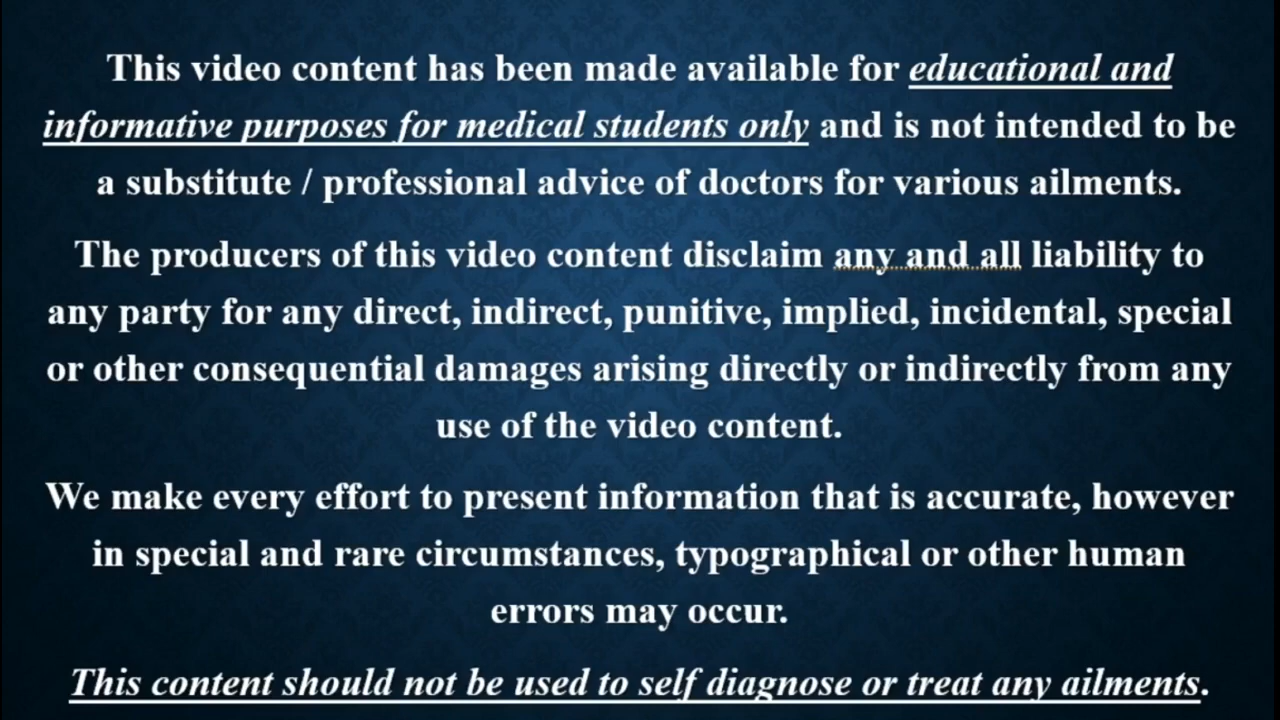 This video content has been made available for educational and
informative purposes for medical students only and is not intended to be
a substitute / professional advice of doctors for various ailments.
The producers of this video content disclaim any and all liability to
any party for any direct, indirect, punitive, implied, incidental, special
or other consequential damages arising directly or indirectly from any
use of the video content.
We make every effort to present information that is accurate, however
in special and rare circumstances, typographical or other human
errors may occur.
This content should not be used to self diagnose or treat any ailments.